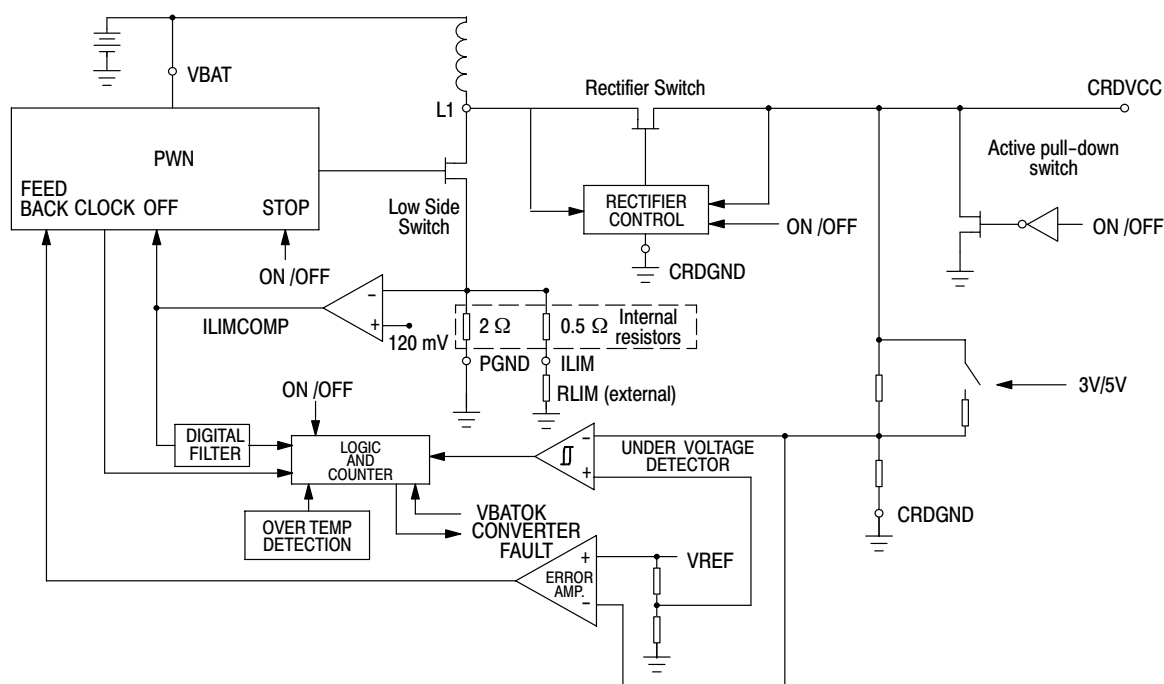 VBAT
L1
Rectifier Switch
CRDVCC
PWN
FEED
BACK CLOCK OFF
STOP
Low Side
Switch
RECTIFIER
CONTROL
ON /OFF
CRDGND
Active pull-down
switch
ON /OFF
ON /OFF
-
+
ILIMCOMP
120 mV
2 Ω
0.5 Ω
Internal
resistors
PGND
ILIM
RLIM (external)
3V/5V
ON /OFF
DIGITAL
FILTER
LOGIC
AND
COUNTER
-
+
UNDER VOLTAGE
DETECTOR
CRDGND
OVER TEMP
DETECTION
VBATOK
CONVERTER
FAULT
+
-
ERROR
AMP.
VREF